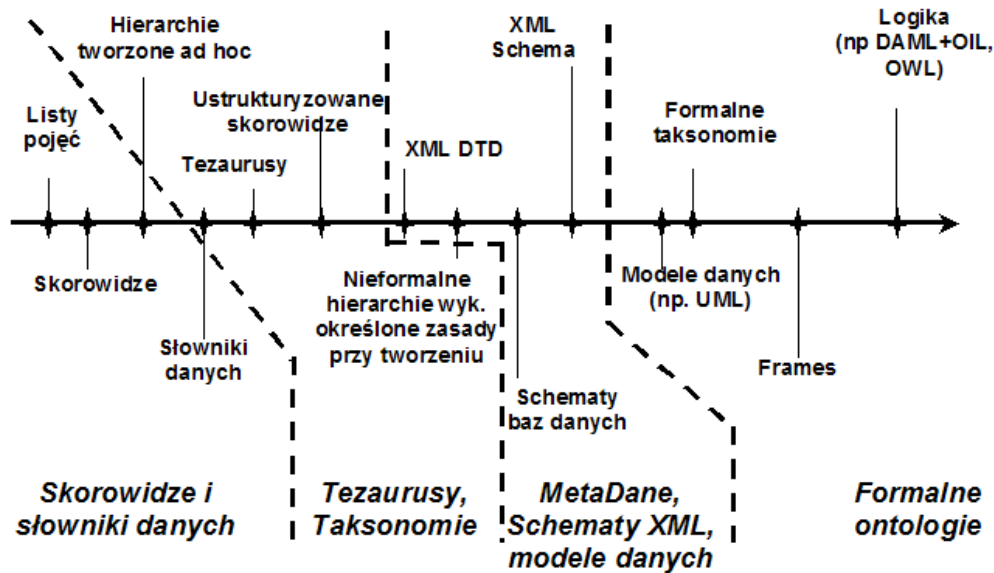 Hierarchie
tworzone ad hoc
XML
Schema
Logika
(np DAML+OIL,
OWL)
Listy
pojęć
Ustrukturyzowane
skorowidze
Tezaurusy
XML DTD
Formalne
taksonomie
Skorowidze
Słowniki
danych
Nieformalne
hierarchie wyk.
określone zasady
przy tworzeniu
Schematy
baz danych
Modele danych
(np. UML)
Frames
Skorowidze i
słowniki danych
Tezaurusy,
Taksonomie
MetaDane,
Schematy XML,
modele danych
Formalne
ontologie